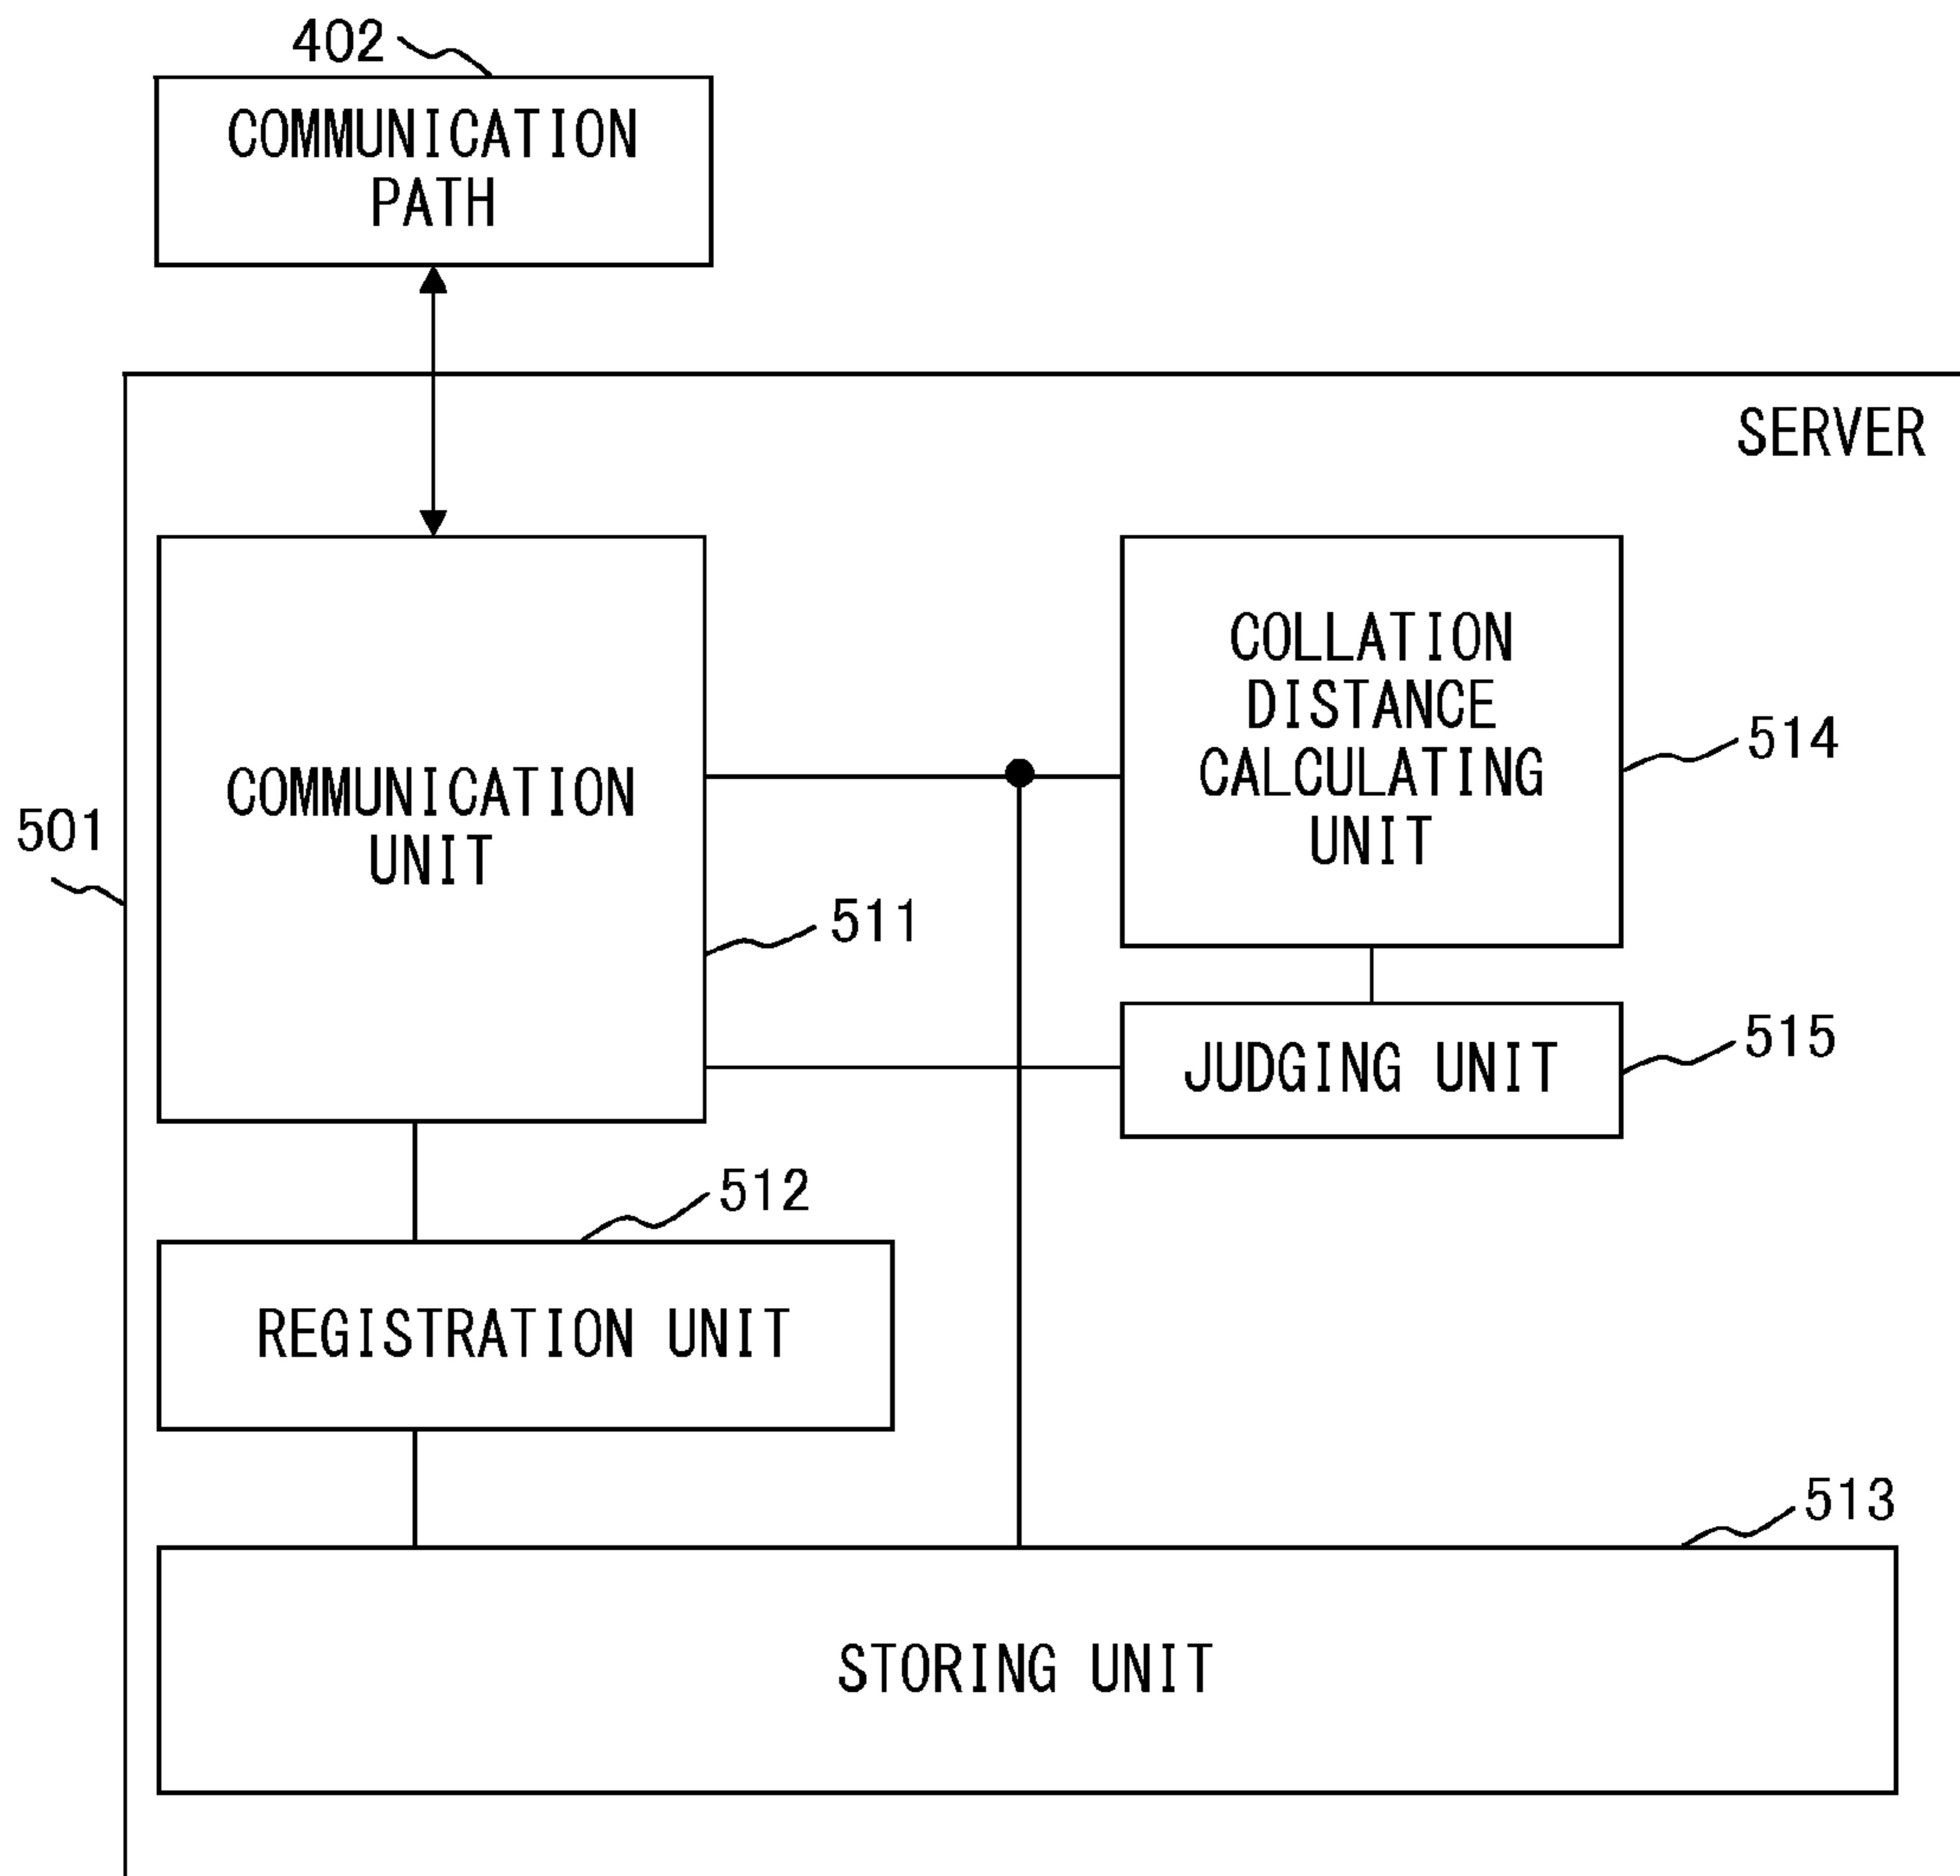 402
COMMUNICATION
PATH
SERVER
COLLATION
DISTANCE
CALCULATING
UNIT
514
COMMUNICATION
UNIT
501
511
JUDGING UNIT
515
512
REGISTRATION UNIT
513
STORING UNIT